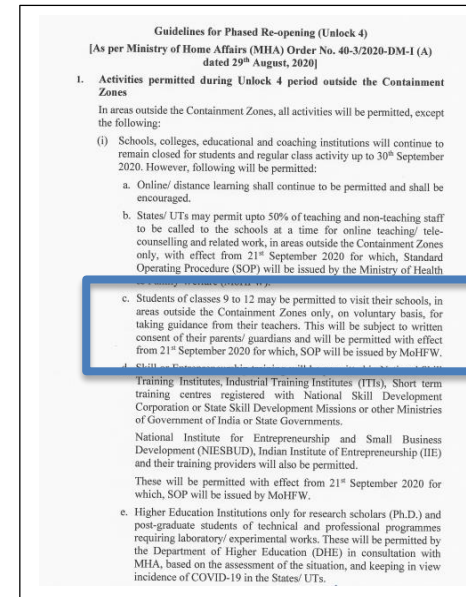 Guidelines for Phased Re-opening (Unlock 4)
[As per Ministry of Home Affairs (MHA) Order No. 40-3/2020-DM-I (A)
dated 29th August, 2020]
1. Activities permitted during Unlock 4 period outside the Containment
Zones
In areas outside the Containment Zones, all activities will be permitted, except
the following:
(i) Schools, colleges, educational and coaching institutions will continue to
remain closed for students and regular class activity up to 30th September
2020. However, following will be permitted:
a. Online/ distance learning shall continue to be permitted and shall be
encouraged.
b. States/ UTs may permit upto 50% of teaching and non-teaching staff
to be called to the schools at a time for online teaching/ tele-
counselling and related work, in areas outside the Containment Zones
only, with effect from 21st September 2020 for which, Standard
Operating Procedure (SOP) will be issued by the Ministry of Health
c. Students of classes 9 to 12 may be permitted to visit their schools, in
areas outside the Containment Zones only, on voluntary basis, for
taking guidance from their teachers. This will be subject to written
consent of their parents/ guardians and will be permitted with effect
from 21st September 2020 for which, SOP will be issued by MoHFW.
Training Institutes, Industrial Training Institutes (ITIs), Short term
training centres registered with National Skill Development
Corporation or State Skill Development Missions or other Ministries
of Government of India or State Governments.
National Institute for Entrepreneurship and Small Business
Development (NIESBUD), Indian Institute of Entrepreneurship (IIE)
and their training providers will also be permitted.
These will be permitted with effect from 21st September 2020 for
which, SOP will be issued by MoHFW.
e. Higher Education Institutions only for research scholars (Ph.D.) and
post-graduate students of technical and professional programmes
requiring laboratory/ experimental works. These will be permitted by
the Department of Higher Education (DHE) in consultation with
MHA, based on the assessment of the situation, and keeping in view
incidence of COVID-19 in the States/ UTs.